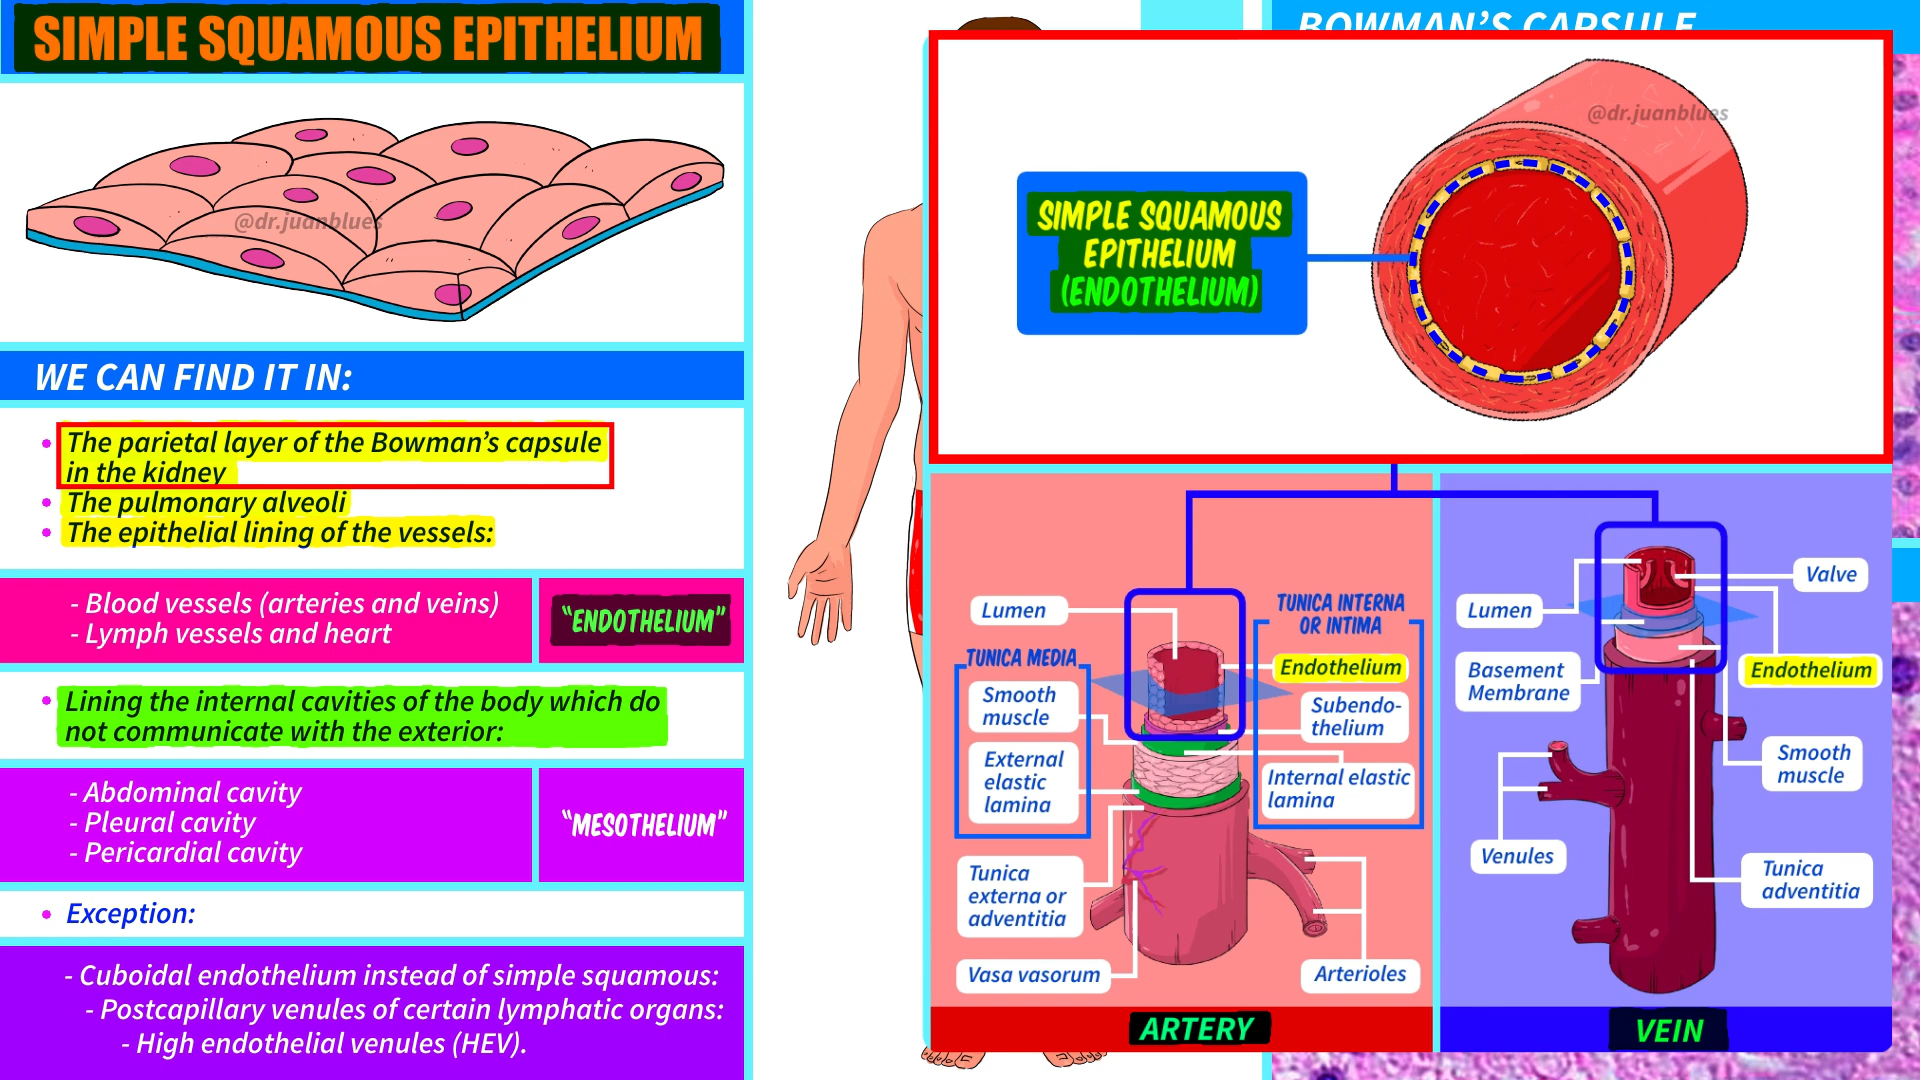 SIMPLE SQUAMOUS EPITHELIUM
@dr.juanblues
WE CAN FIND IT IN:
• The parietal layer of the Bowman's capsule
in the kidney
• The pulmonary alveoli
• The epithelial lining of the vessels:
- Blood vessels (arteries and veins)
- Lymph vessels and heart
"ENDOTHELIUM"
• Lining the internal cavities of the body which do
not communicate with the exterior:
- Abdominal cavity
- Pleural cavity
- Pericardial cavity
"MESOTHELIUM"
• Exception:
- Cuboidal endothelium instead of simple squamous:
- Postcapillary venules of certain lymphatic organs:
- High endothelial venules (HEV).
BOWMAN'S CAPSULE
@dr.juanblues
SIMPLE SQUAMOUS
EPITHELIUM
(ENDOTHELIUM)
Lumen
TUNICA MEDIA
Smooth
muscle
External
elastic
lamina
Tunica
externa or
adventitia
Vasa vasorum
TUNICA INTERNA
OR INTIMA
Endothelium
Subendo-
thelium
Internal elastic
lamina
Arterioles
ARTERY
Lumen
Basement
Membrane
Venules
Valve
Endothelium
Smooth
muscle
Tunica
adventitia
VEIN